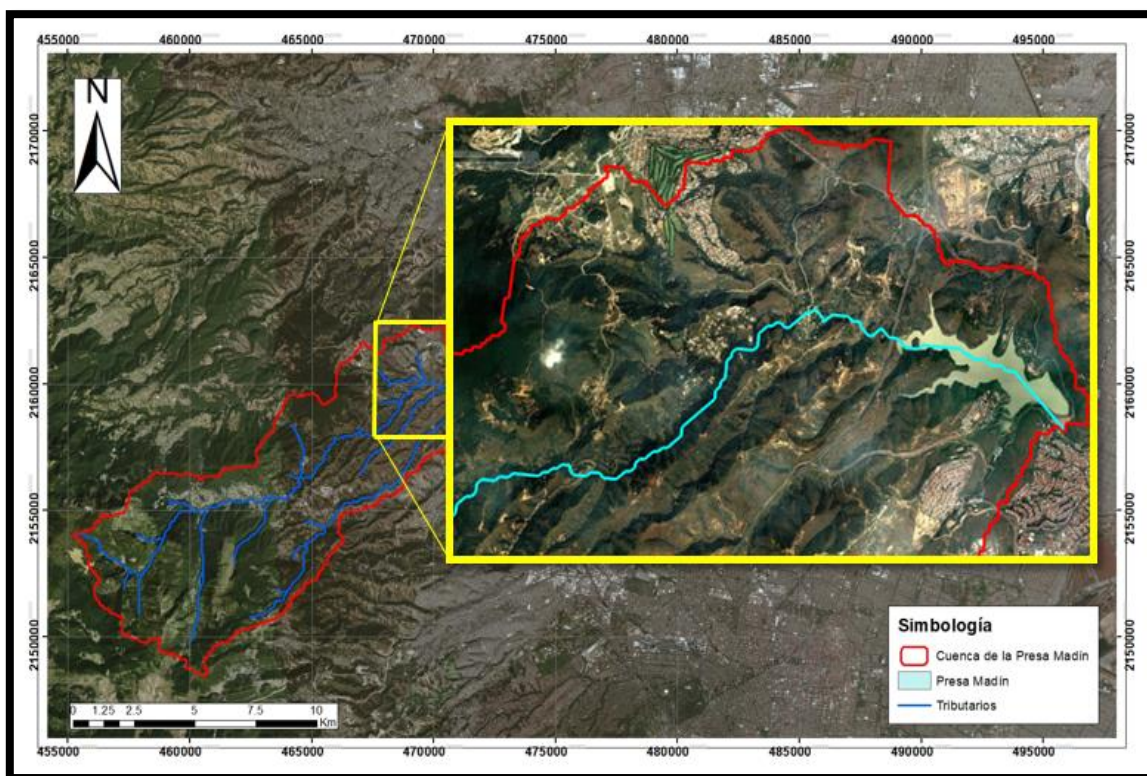 455000 460000 465000 470000 475000 480000 485000 490000 495000
N
2170000 2170000
2165000 2165000
2160000 2160000
2155000 2155000
2150000 2150000
Simbología
Cuenca de la Presa Madín
Presa Madín
Tributarios
0 1.25 2.5 5 7.5 10
Km
455000 460000 465000 470000 475000 480000 485000 490000 495000